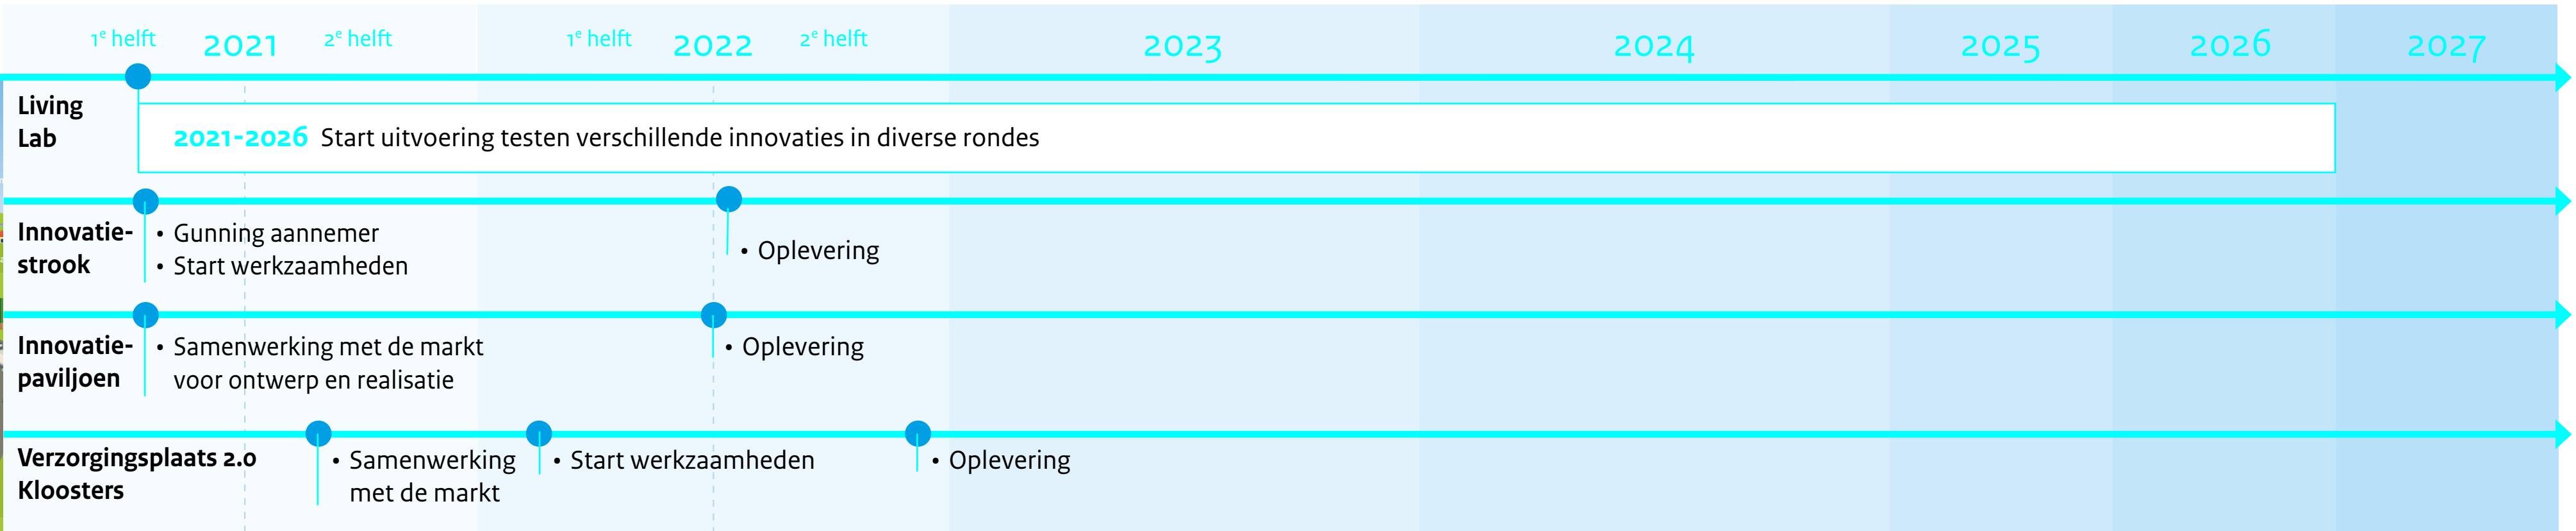 1e helft 2021 2e helft 1e helft 2022 2e helft 2023 2024 2025 2026 2027
Living
Lab
2021-2026 Start uitvoering testen verschillende innovaties in diverse rondes
Innovatie-
strook
• Gunning aannemer
• Start werkzaamheden
• Oplevering
Innovatie-
paviljoen
• Samenwerking met de markt
voor ontwerp en realisatie
• Oplevering
Verzorgingsplaats 2.0
Kloosters
• Samenwerking
met de markt
• Start werkzaamheden
• Oplevering